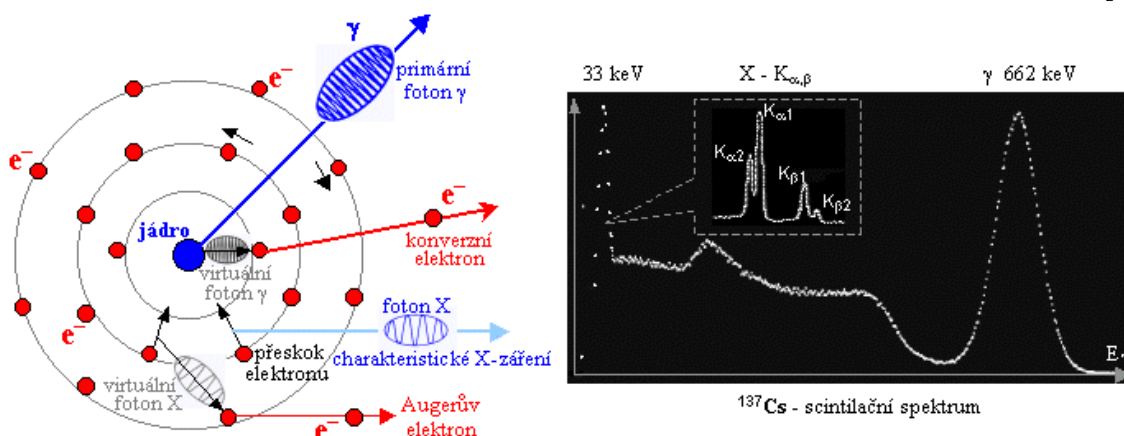 γ
primární
foton γ
e⁻
e⁻
e⁻
jádro
konverzní
elektron
virtuální
foton γ
foton X
charakteristické X-záření
e⁻
přeskok
elektronu
virtuální
foton X
Augerův
elektron
e⁻
33 keV
X - Kα,β
γ 662 keV
Kα1
Kα2
Kβ1
Kβ2
E
¹³⁷Cs - scintilační spektrum